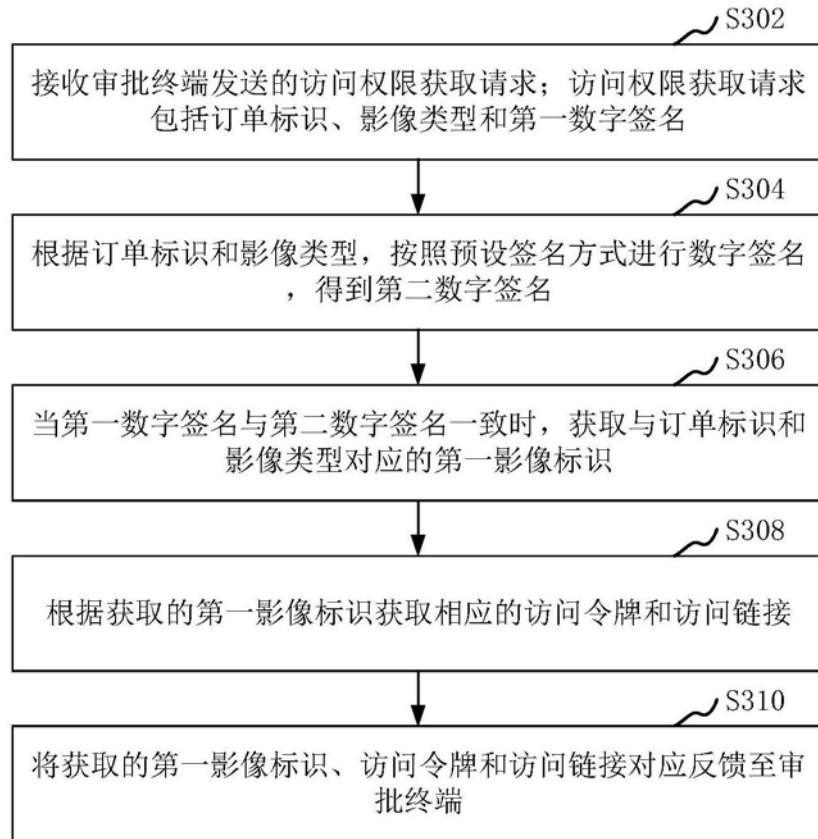 S302
接收审批终端发送的访问权限获取请求；访问权限获取请求
包括订单标识、影像类型和第一数字签名
S304
根据订单标识和影像类型，按照预设签名方式进行数字签名
，得到第二数字签名
S306
当第一数字签名与第二数字签名一致时，获取与订单标识和
影像类型对应的第一影像标识
S308
根据获取的第一影像标识获取相应的访问令牌和访问链接
S310
将获取的第一影像标识、访问令牌和访问链接对应反馈至审
批终端